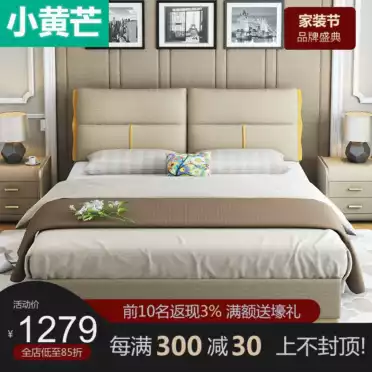 小黄芒
家装节
品牌盛典
活动价
¥1279
全店低至85折
前10名返现3% 满额送壕礼
每满 300 减 30 上不封顶!